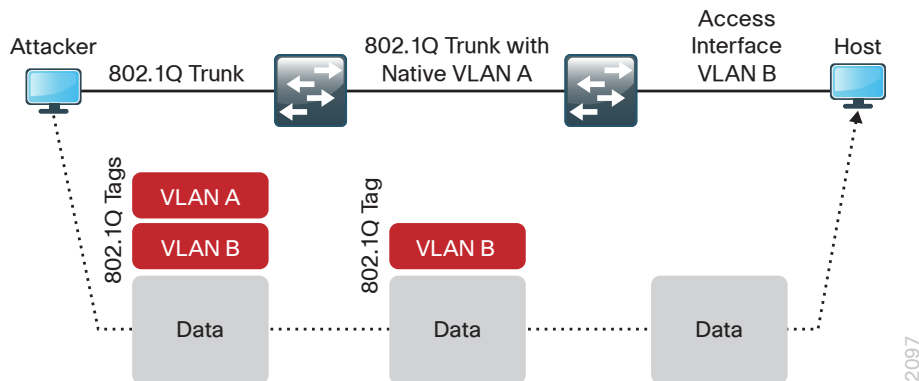 Attacker
802.1Q Trunk
802.1Q Trunk with
Native VLAN A
Access
Interface
VLAN B
Host
802.1Q Tags
VLAN A
VLAN B
Data
802.1Q Tag
VLAN B
Data
Data
2097